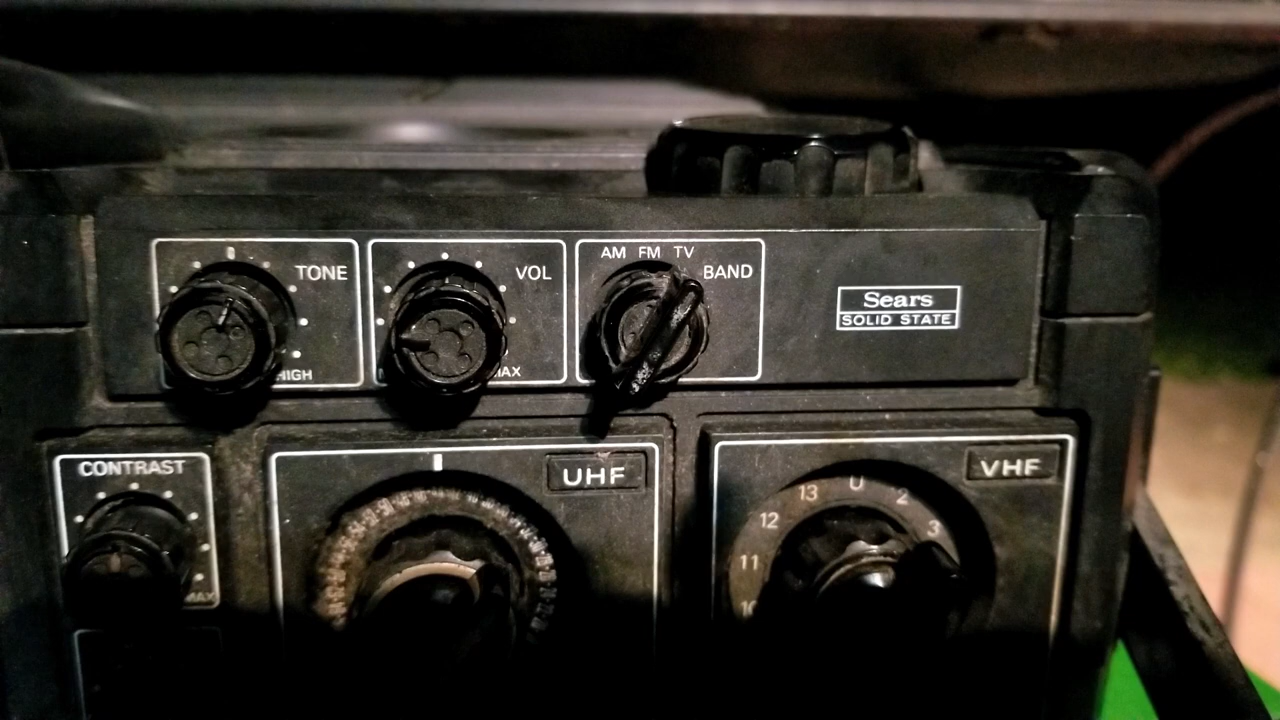 TONE
HIGH
VOL
AM FM TV
BAND
Sears
SOLID STATE
CONTRAST
MAX
UHF
VHF
10 11 12 13 U 2 3